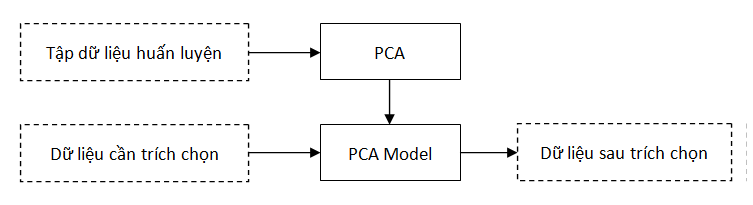 Tập dữ liệu huấn luyện
PCA
Dữ liệu cần trích chọn
PCA Model
Dữ liệu sau trích chọn